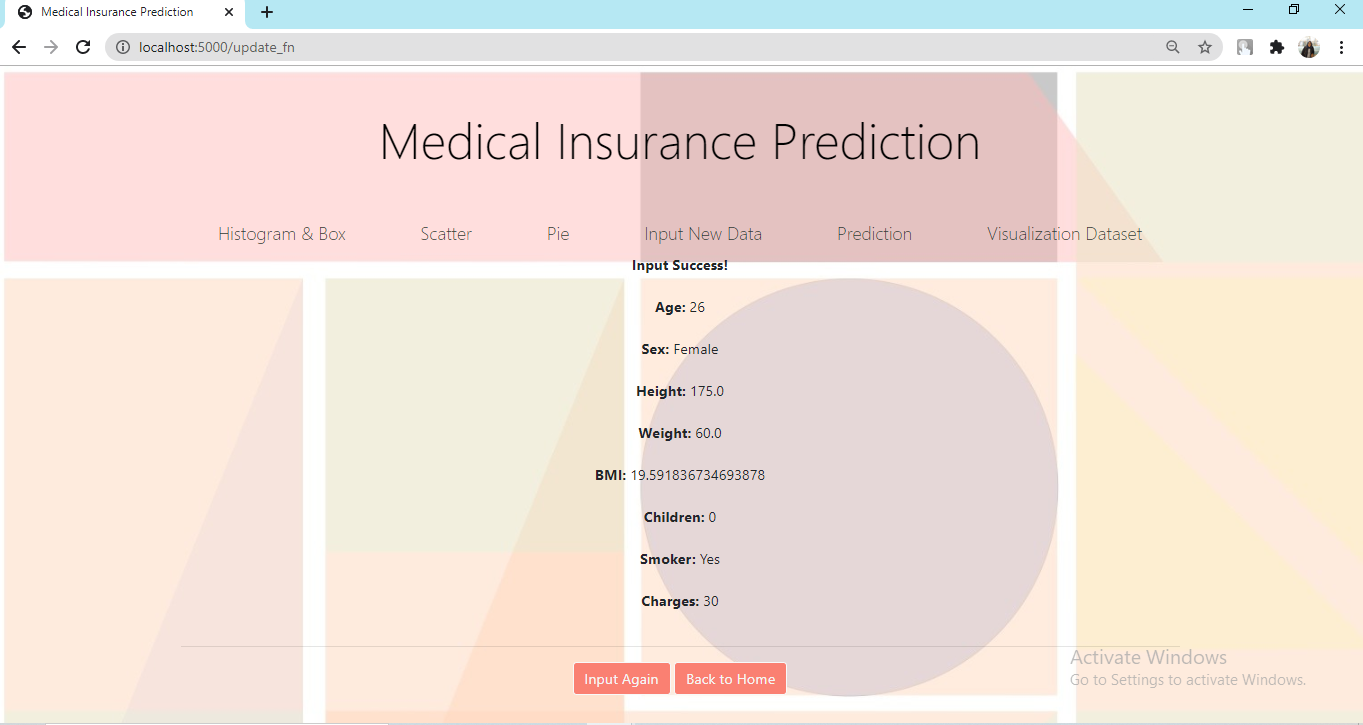 Medical Insurance Prediction
localhost:5000/update_fn
Medical Insurance Prediction
Histogram & Box Scatter Pie Input New Data Prediction Visualization Dataset
Input Success!
Age: 26
Sex: Female
Height: 175.0
Weight: 60.0
BMI: 19.591836734693878
Children: 0
Smoker: Yes
Charges: 30
Activate Windows
Go to Settings to activate Windows.
Input Again Back to Home